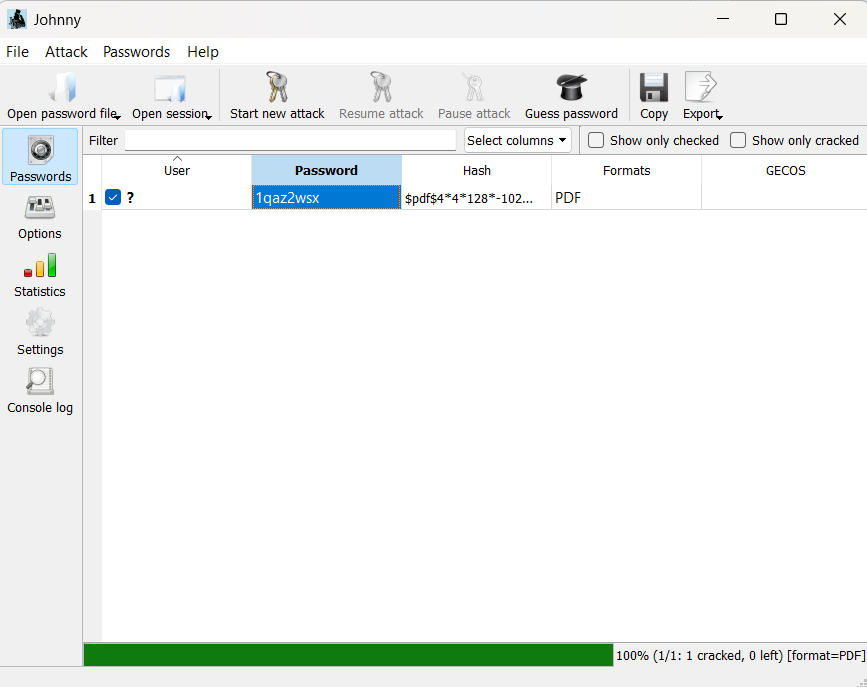 Johnny
File Attack Passwords Help
Open password file Open session Start new attack Resume attack Pause attack Guess password Copy Export
Passwords
Options
Statistics
Settings
Console log
Filter Select columns Show only checked Show only cracked
User Password Hash Formats GECOS
1 ? 1qaz2wsx $pdf$4*4*128*-102... PDF
100% (1/1: 1 cracked, 0 left) [format=PDF]